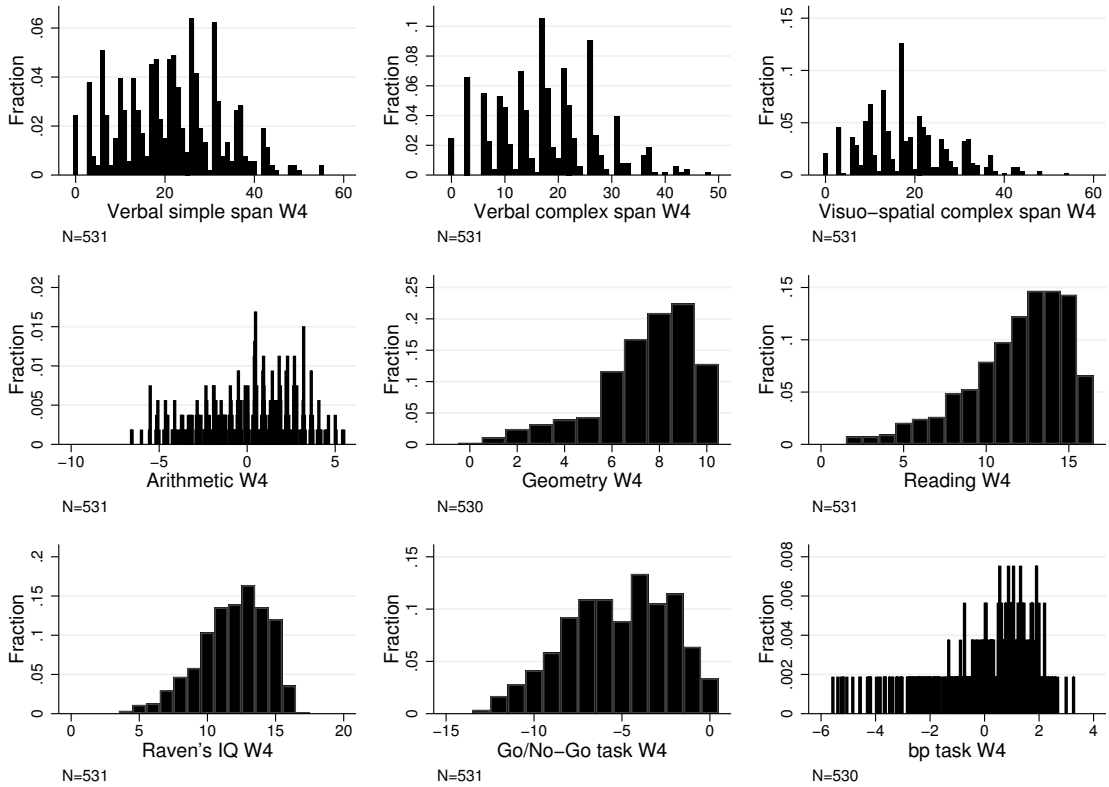 Fraction
0 .02 .04 .06
0 20 40 60
Verbal simple span W4
N=531
Fraction
0 .02 .04 .06 .08 .1
0 10 20 30 40 50
Verbal complex span W4
N=531
Fraction
0 .05 .1 .15
0 20 40 60
Visuo−spatial complex span W4
N=531
Fraction
0 .005 .01 .015 .02
−10 −5 0 5
Arithmetic W4
N=531
Fraction
0 .05 .1 .15 .2 .25
0 2 4 6 8 10
Geometry W4
N=530
Fraction
0 .05 .1 .15
0 5 10 15
Reading W4
N=531
Fraction
0 .05 .1 .15 .2
0 5 10 15 20
Raven's IQ W4
N=531
Fraction
0 .05 .1 .15
−15 −10 −5 0
Go/No−Go task W4
N=531
Fraction
0 .002 .004 .006 .008
−6 −4 −2 0 2 4
bp task W4
N=530